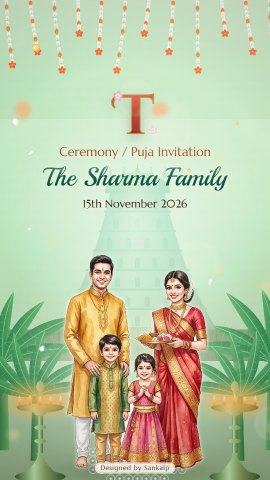 T
Ceremony / Puja Invitation
The Sharma Family
15th November 2026
Designed by Sankalp